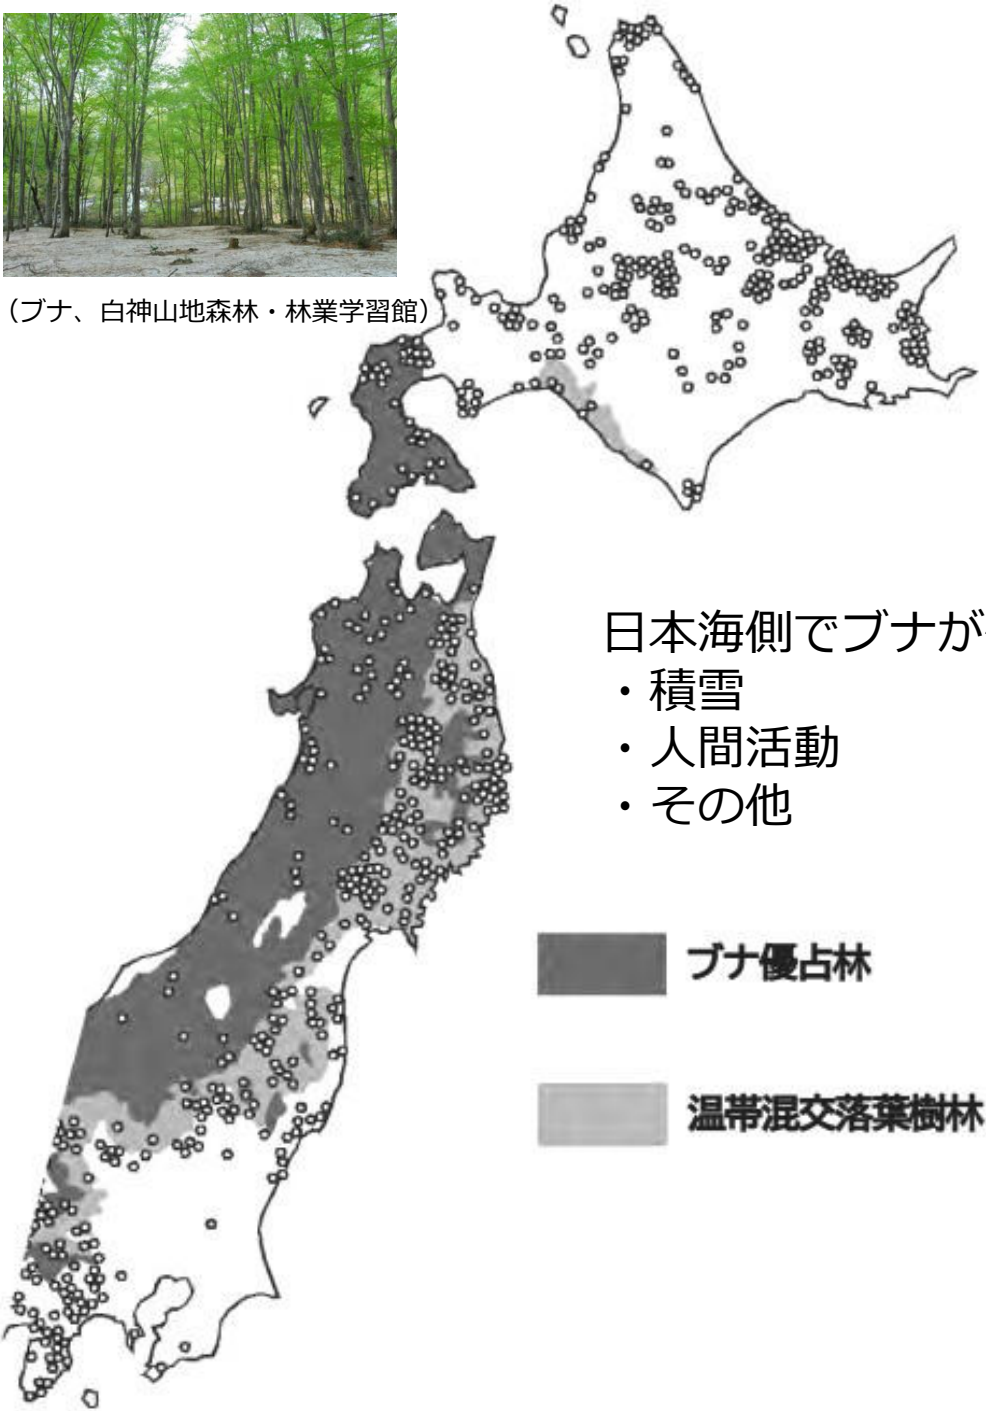 （ブナ、白神山地森林・林業学習館）
日本海側でブナが
・積雪
・人間活動
・その他
ブナ優占林
温帯混交落葉樹林